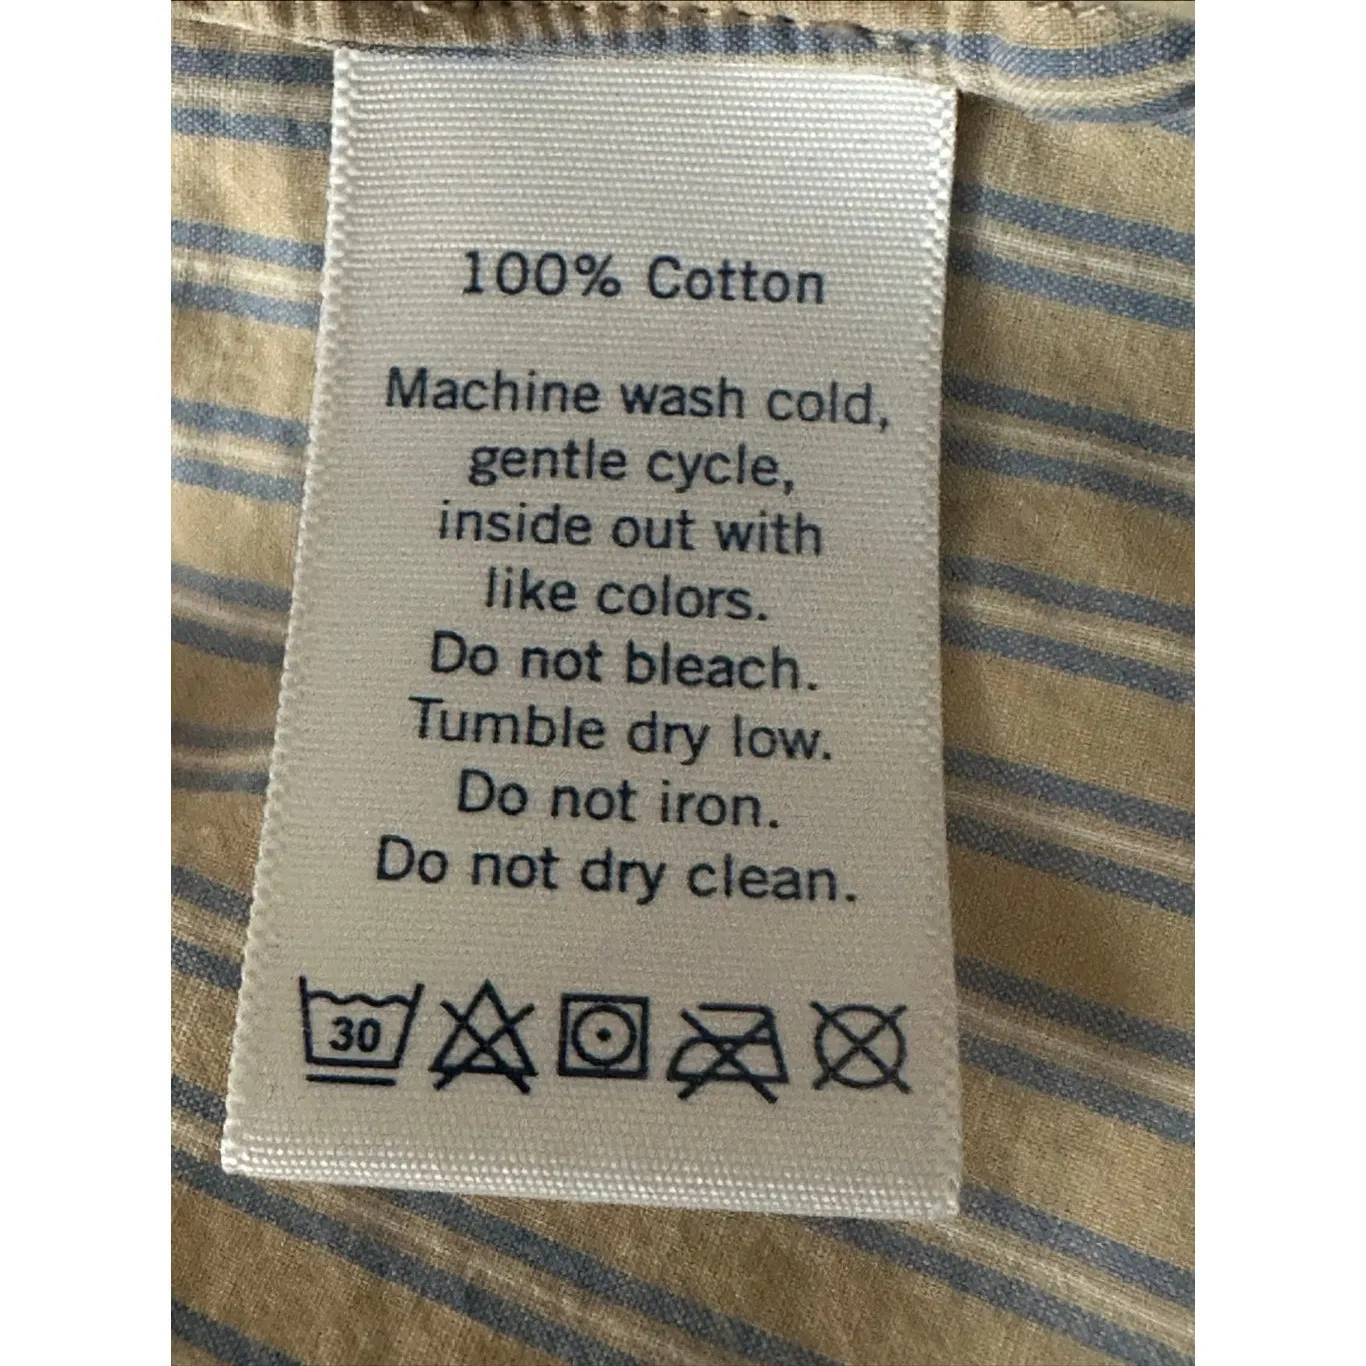 100% Cotton
Machine wash cold,
gentle cycle,
inside out with
like colors.
Do not bleach.
Tumble dry low.
Do not iron.
Do not dry clean.
30